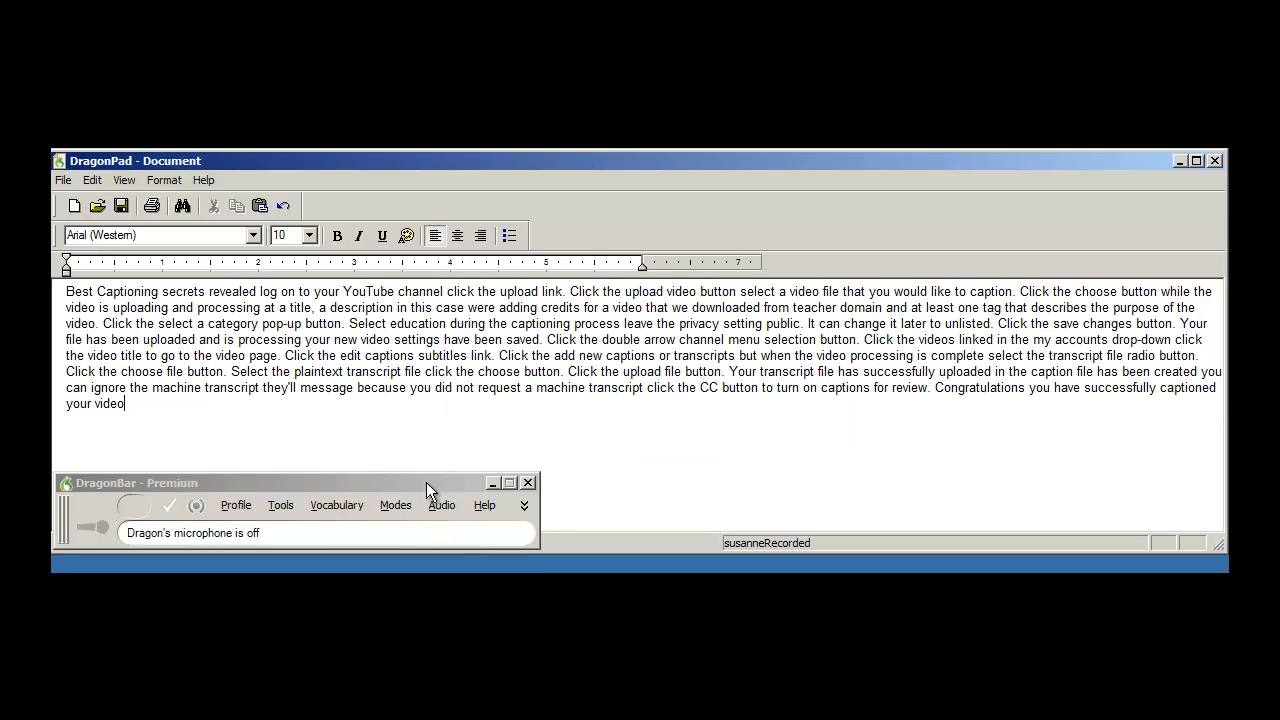 DragonPad - Document
File Edit View Format Help
Arial (Western) 10 B I U
1 2 3 4 5 7
Best Captioning secrets revealed log on to your YouTube channel click the upload link. Click the upload video button select a video file that you would like to caption. Click the choose button while the
video is uploading and processing at a title, a description in this case were adding credits for a video that we downloaded from teacher domain and at least one tag that describes the purpose of the
video. Click the select a category pop-up button. Select education during the captioning process leave the privacy setting public. It can change it later to unlisted. Click the save changes button. Your
file has been uploaded and is processing your new video settings have been saved. Click the double arrow channel menu selection button. Click the videos linked in the my accounts drop-down click
the video title to go to the video page. Click the edit captions subtitles link. Click the add new captions or transcripts but when the video processing is complete select the transcript file radio button.
Click the choose file button. Select the plaintext transcript file click the choose button. Click the upload file button. Your transcript file has successfully uploaded in the caption file has been created you
can ignore the machine transcript they'll message because you did not request a machine transcript click the CC button to turn on captions for review. Congratulations you have successfully captioned
your video
DragonBar - Premium
Profile Tools Vocabulary Modes Audio Help
Dragon's microphone is off
susanneRecorded